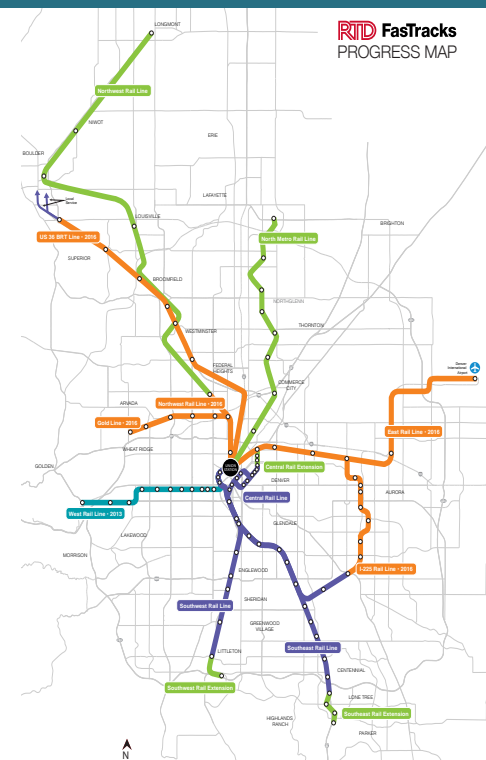 RTD FasTracks
PROGRESS MAP
LONGMONT
Northwest Rail Line
NIWOT
ERIE
BOULDER
LAFAYETTE
Local
Service
LOUISVILLE
BRIGHTON
US 36 BRT Line - 2016
North Metro Rail Line
SUPERIOR
BROOMFIELD
NORTHGLENN
THORNTON
WESTMINSTER
FEDERAL
HEIGHTS
Denver
International
Airport
COMMERCE
CITY
ARVADA
Northwest Rail Line - 2016
Gold Line - 2016
East Rail Line - 2016
WHEAT RIDGE
UNION
STATION
Central Rail Extension
GOLDEN
DENVER
AURORA
Central Rail Line
West Rail Line - 2013
GLENDALE
LAKEWOOD
MORRISON
ENGLEWOOD
I-225 Rail Line - 2016
SHERIDAN
Southwest Rail Line
GREENWOOD
VILLAGE
Southeast Rail Line
LITTLETON
CENTENNIAL
Southwest Rail Extension
LONE TREE
Southeast Rail Extension
HIGHLANDS
RANCH
PARKER
N